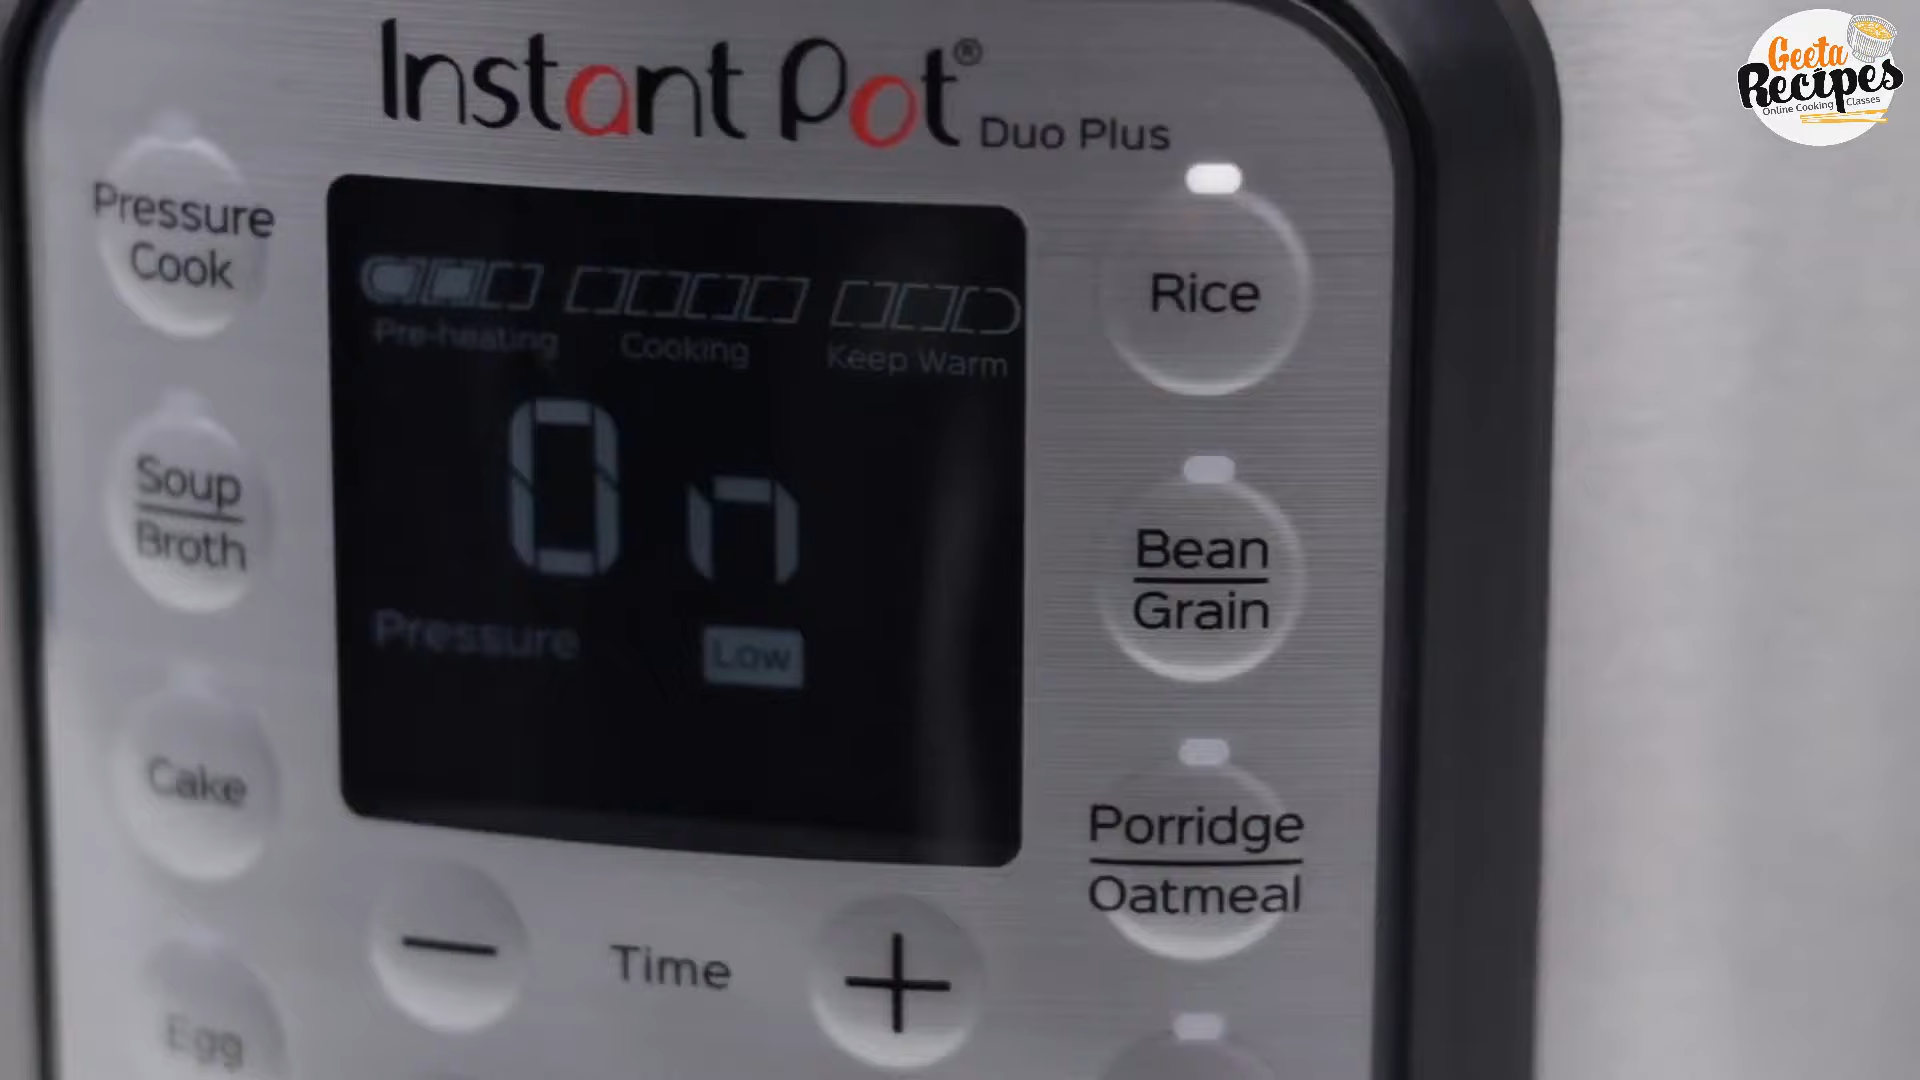 Instant Pot® Duo Plus
Geeta
Recipes
Online Cooking Classes
Pressure
Cook
Pre-heating
Cooking
Keep Warm
On
Pressure
Low
Rice
Soup
Broth
Bean
Grain
Cake
Porridge
Oatmeal
Time
Egg